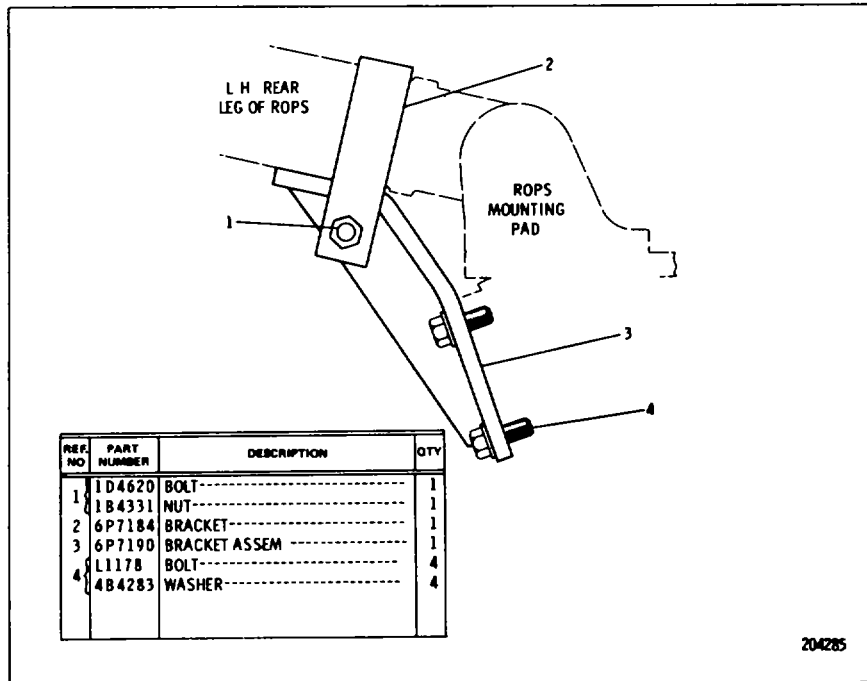 2
L H REAR
LEG OF ROPS
ROPS
MOUNTING
PAD
1
3
4
REF. NO PART NUMBER DESCRIPTION QTY
1 { 1D4620 BOLT 1
1B4331 NUT 1
2 6P7184 BRACKET 1
3 6P7190 BRACKET ASSEM 1
4 { L1178 BOLT 4
4B4283 WASHER 4
204285